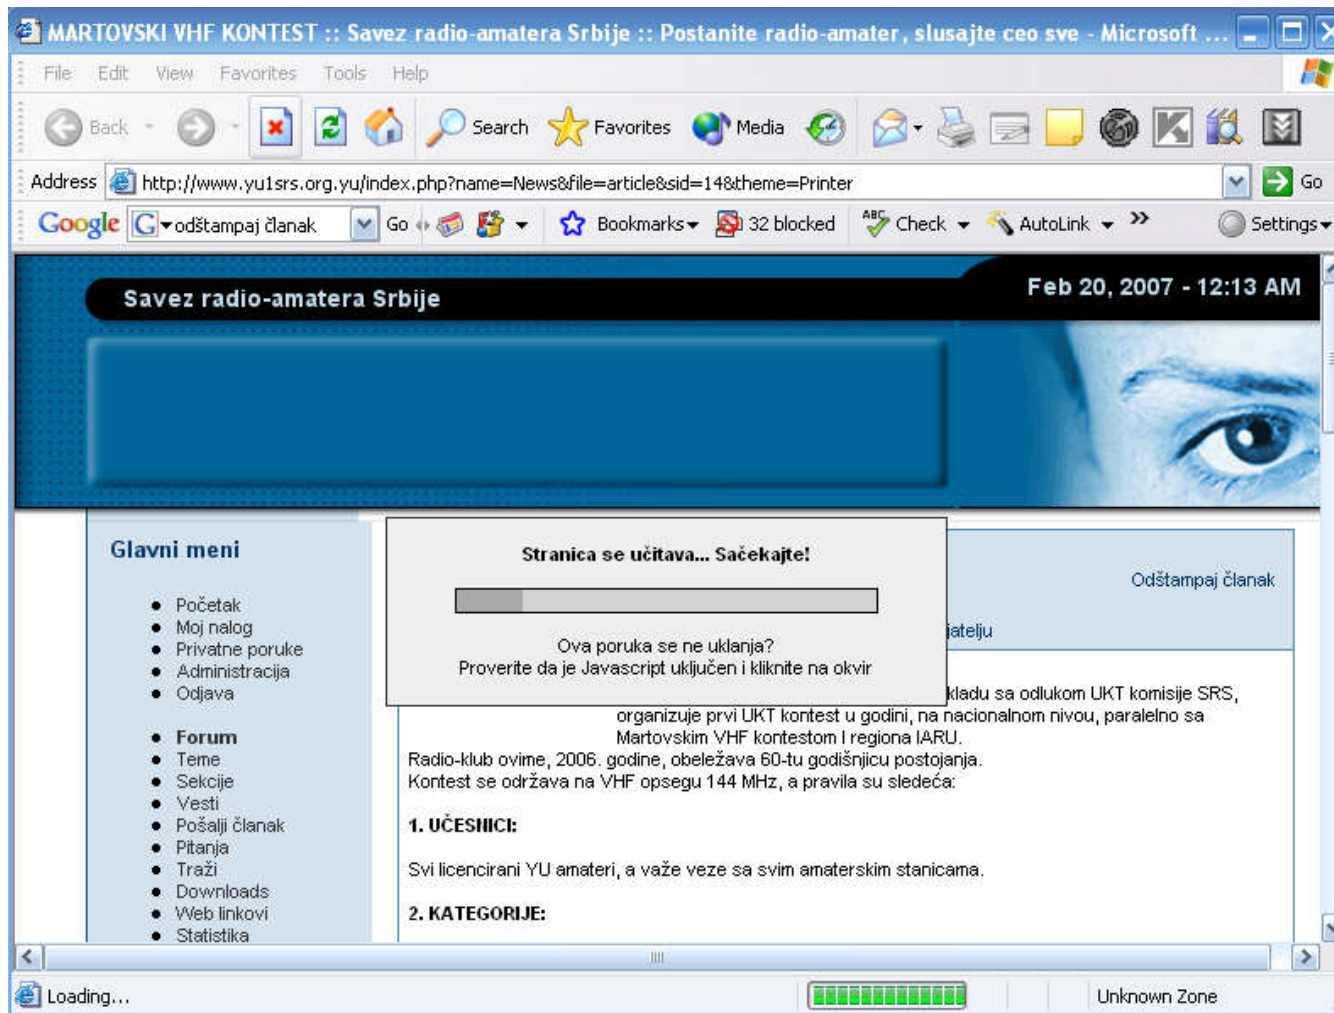 MARTOVSKI VHF KONTEST :: Savez radio-amatera Srbije :: Postanite radio-amater, slusajte ceo sve - Microsoft ...
File Edit View Favorites Tools Help
Back Search Favorites Media
Address http://www.yu1srs.org.yu/index.php?name=News&file=article&sid=14&theme=Printer Go
Google G odštampaj članak Go Bookmarks 32 blocked ABC Check AutoLink » Settings
Savez radio-amatera Srbije
Feb 20, 2007 - 12:13 AM
Glavni meni
Početak
Moj nalog
Privatne poruke
Administracija
Odjava
Forum
Teme
Sekcije
Vesti
Pošalji članak
Pitanja
Traži
Downloads
Web linkovi
Statistika
Stranica se učitava... Sačekajte!
Ova poruka se ne uklanja?
Proverite da je Javascript uključen i kliknite na okvir
Odštampaj članak
jatelju
kladu sa odlukom UKT komisije SRS,
organizuje prvi UKT kontest u godini, na nacionalnom nivou, paralelno sa
Martovskim VHF kontestom I regiona IARU.
Radio-klub ovime, 2006. godine, obeležava 60-tu godišnjicu postojanja.
Kontest se održava na VHF opsegu 144 MHz, a pravila su sledeća:
1. UČESNICI:
Svi licencirani YU amateri, a važe veze sa svim amaterskim stanicama.
2. KATEGORIJE:
Loading...
Unknown Zone